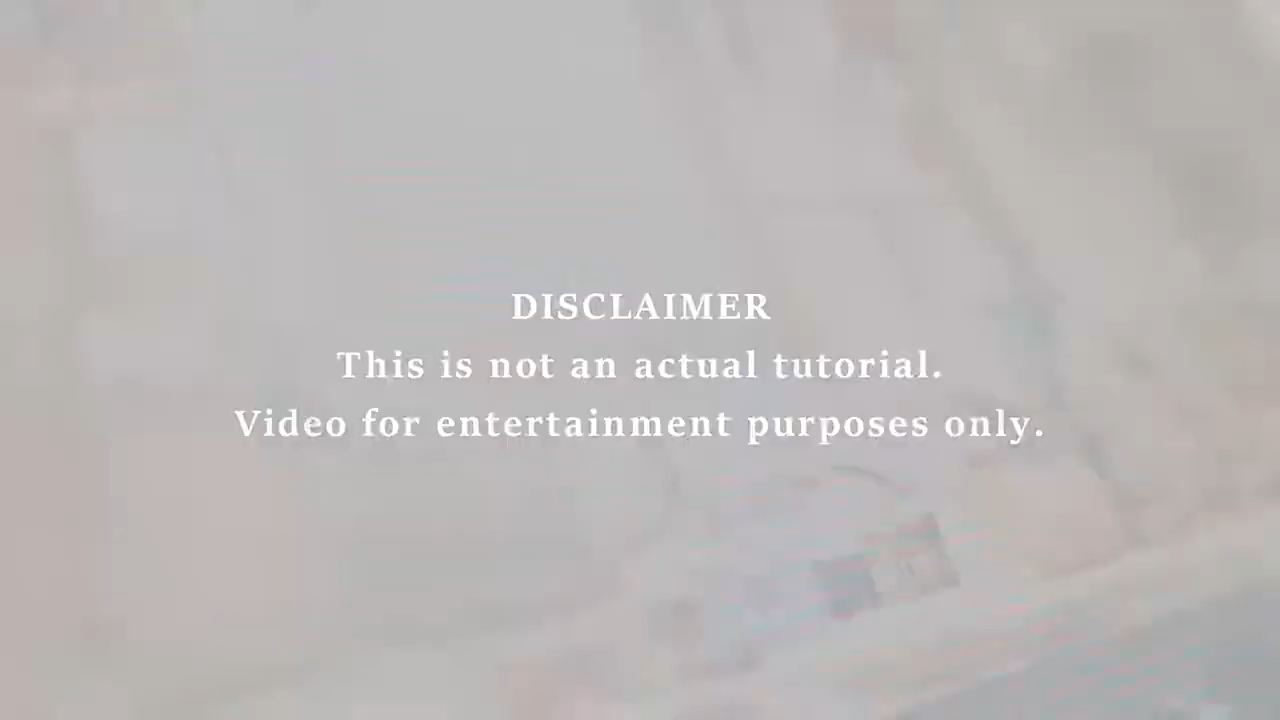 DISCLAIMER
This is not an actual tutorial.
Video for entertainment purposes only.